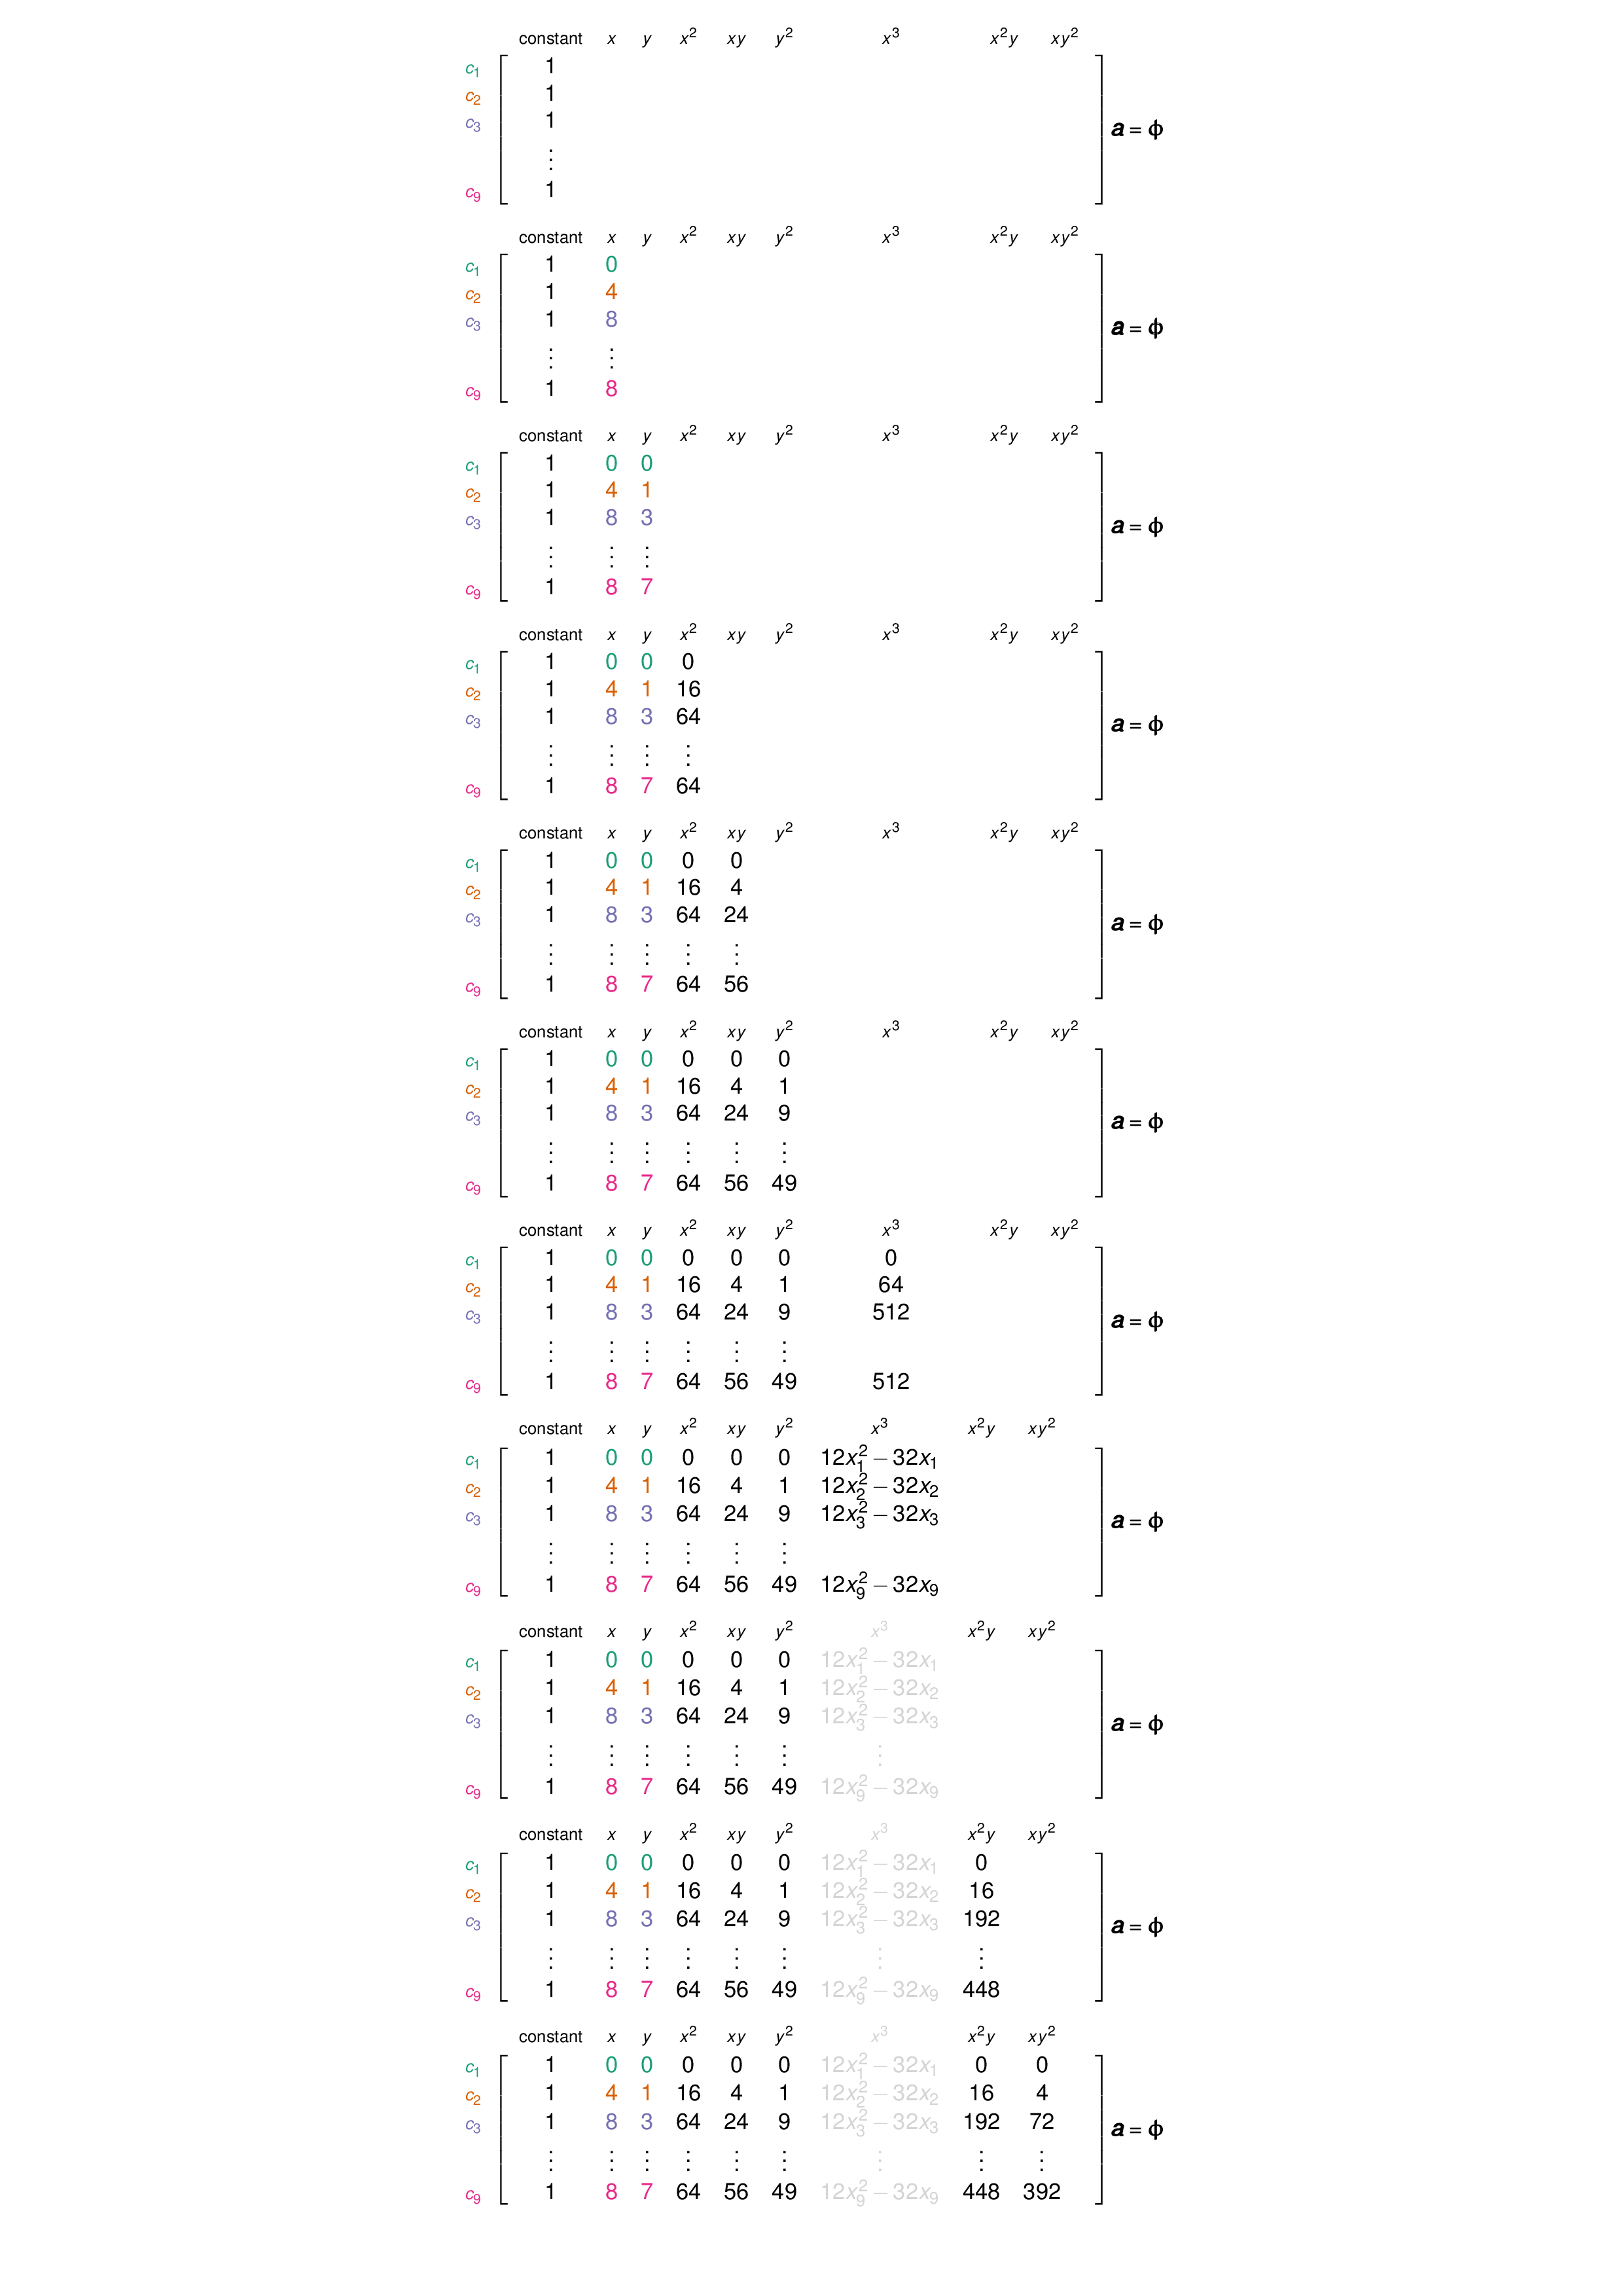 constant x y x² xy y² x³ x²y xy²
c₁ 1
c₂ 1
c₃ 1
⋮
c₉ 1
a = ϕ
constant x y x² xy y² x³ x²y xy²
c₁ 1 0
c₂ 1 4
c₃ 1 8
⋮ ⋮
c₉ 1 8
a = ϕ
constant x y x² xy y² x³ x²y xy²
c₁ 1 0 0
c₂ 1 4 1
c₃ 1 8 3
⋮ ⋮ ⋮
c₉ 1 8 7
a = ϕ
constant x y x² xy y² x³ x²y xy²
c₁ 1 0 0 0
c₂ 1 4 1 16
c₃ 1 8 3 64
⋮ ⋮ ⋮ ⋮
c₉ 1 8 7 64
a = ϕ
constant x y x² xy y² x³ x²y xy²
c₁ 1 0 0 0 0
c₂ 1 4 1 16 4
c₃ 1 8 3 64 24
⋮ ⋮ ⋮ ⋮ ⋮
c₉ 1 8 7 64 56
a = ϕ
constant x y x² xy y² x³ x²y xy²
c₁ 1 0 0 0 0 0
c₂ 1 4 1 16 4 1
c₃ 1 8 3 64 24 9
⋮ ⋮ ⋮ ⋮ ⋮ ⋮
c₉ 1 8 7 64 56 49
a = ϕ
constant x y x² xy y² x³ x²y xy²
c₁ 1 0 0 0 0 0 0
c₂ 1 4 1 16 4 1 64
c₃ 1 8 3 64 24 9 512
⋮ ⋮ ⋮ ⋮ ⋮ ⋮
c₉ 1 8 7 64 56 49 512
a = ϕ
constant x y x² xy y² x³ x²y xy²
c₁ 1 0 0 0 0 0 12x₁² − 32x₁
c₂ 1 4 1 16 4 1 12x₂² − 32x₂
c₃ 1 8 3 64 24 9 12x₃² − 32x₃
⋮ ⋮ ⋮ ⋮ ⋮ ⋮
c₉ 1 8 7 64 56 49 12x₉² − 32x₉
a = ϕ
constant x y x² xy y² x³ x²y xy²
c₁ 1 0 0 0 0 0 12x₁² − 32x₁
c₂ 1 4 1 16 4 1 12x₂² − 32x₂
c₃ 1 8 3 64 24 9 12x₃² − 32x₃
⋮ ⋮ ⋮ ⋮ ⋮ ⋮ ⋮
c₉ 1 8 7 64 56 49 12x₉² − 32x₉
a = ϕ
constant x y x² xy y² x³ x²y xy²
c₁ 1 0 0 0 0 0 12x₁² − 32x₁ 0
c₂ 1 4 1 16 4 1 12x₂² − 32x₂ 16
c₃ 1 8 3 64 24 9 12x₃² − 32x₃ 192
⋮ ⋮ ⋮ ⋮ ⋮ ⋮ ⋮ ⋮
c₉ 1 8 7 64 56 49 12x₉² − 32x₉ 448
a = ϕ
constant x y x² xy y² x³ x²y xy²
c₁ 1 0 0 0 0 0 12x₁² − 32x₁ 0 0
c₂ 1 4 1 16 4 1 12x₂² − 32x₂ 16 4
c₃ 1 8 3 64 24 9 12x₃² − 32x₃ 192 72
⋮ ⋮ ⋮ ⋮ ⋮ ⋮ ⋮ ⋮ ⋮
c₉ 1 8 7 64 56 49 12x₉² − 32x₉ 448 392
a = ϕ